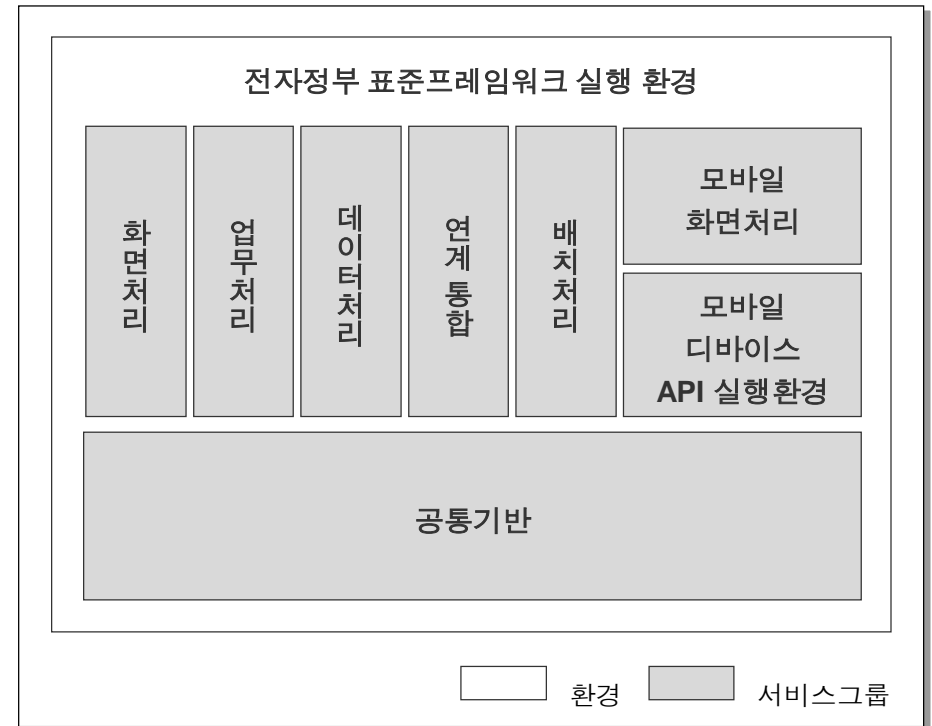 전자정부 표준프레임워크 실행 환경
화면처리
업무처리
데이터처리
연계 통합
배치처리
모바일
화면처리
모바일
디바이스
API 실행환경
공통기반
환경
서비스그룹